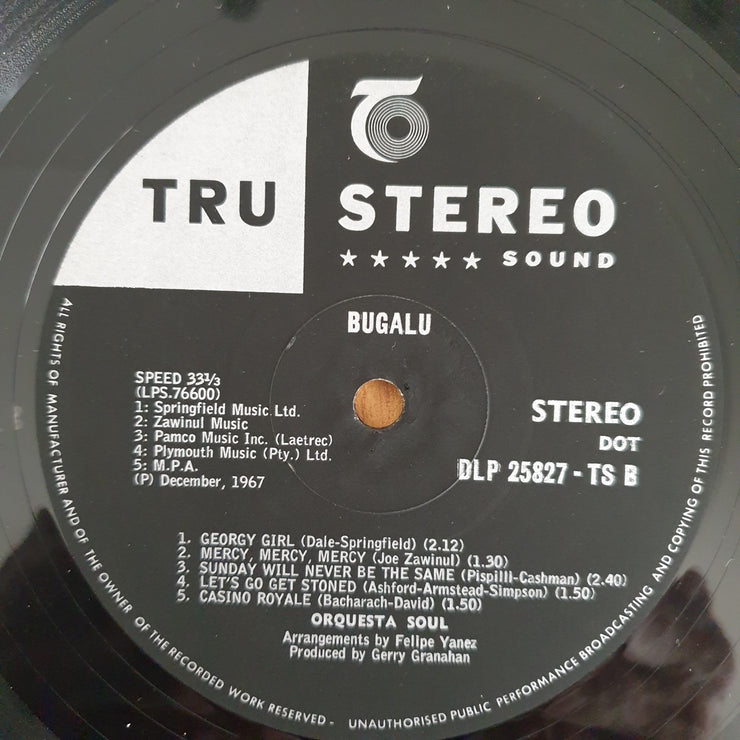 TRU STEREO
★★★★★ SOUND
BUGALU
SPEED 33⅓
(LPS.76600)
1: Springfield Music Ltd.
2: Zawinul Music
3: Pamco Music Inc. (Laetrec)
4: Plymouth Music (Pty.) Ltd.
5: M.P.A.
(P) December, 1967
STEREO
DOT
DLP 25827 - TS B
1. GEORGY GIRL (Dale-Springfield) (2.12)
2. MERCY, MERCY, MERCY (Joe Zawinul) (1.30)
3. SUNDAY WILL NEVER BE THE SAME (Pispilli-Cashman) (2.40)
4. LET'S GO GET STONED (Ashford-Armstead-Simpson) (1.50)
5. CASINO ROYALE (Bacharach-David) (1.50)
ORQUESTA SOUL
Arrangements by Felipe Yanez
Produced by Gerry Granahan
ALL RIGHTS OF MANUFACTURER AND OF THE OWNER OF THE RECORDED WORK RESERVED - UNAUTHORISED PUBLIC PERFORMANCE BROADCASTING AND COPYING OF THIS RECORD PROHIBITED